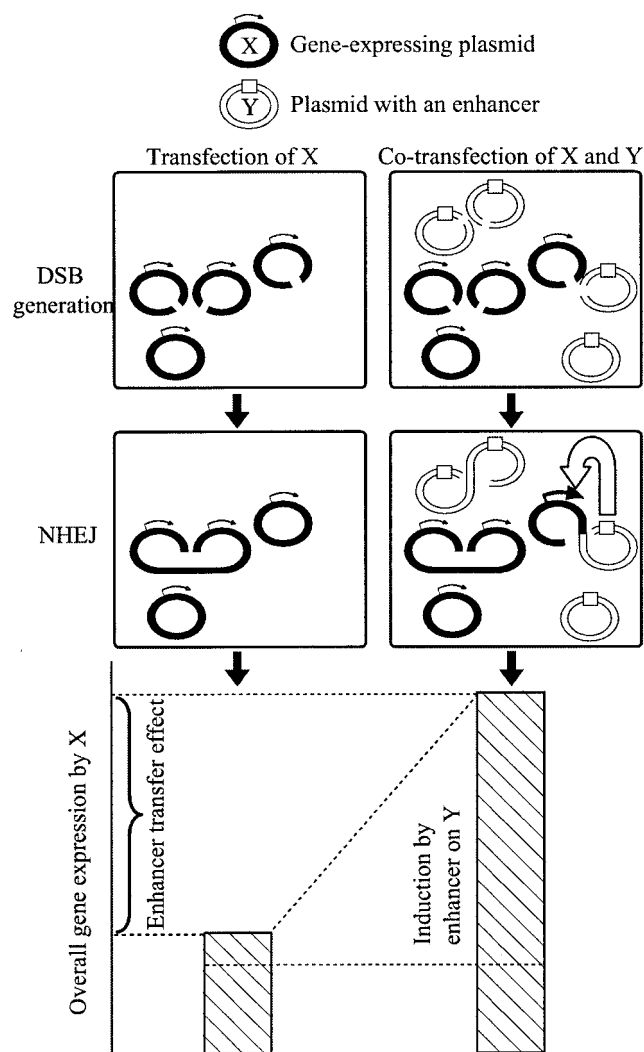 X
Gene-expressing plasmid
Y
Plasmid with an enhancer
Transfection of X
Co-transfection of X and Y
DSB
generation
NHEJ
Overall gene expression by X
Enhancer transfer effect
Induction by
enhancer on Y